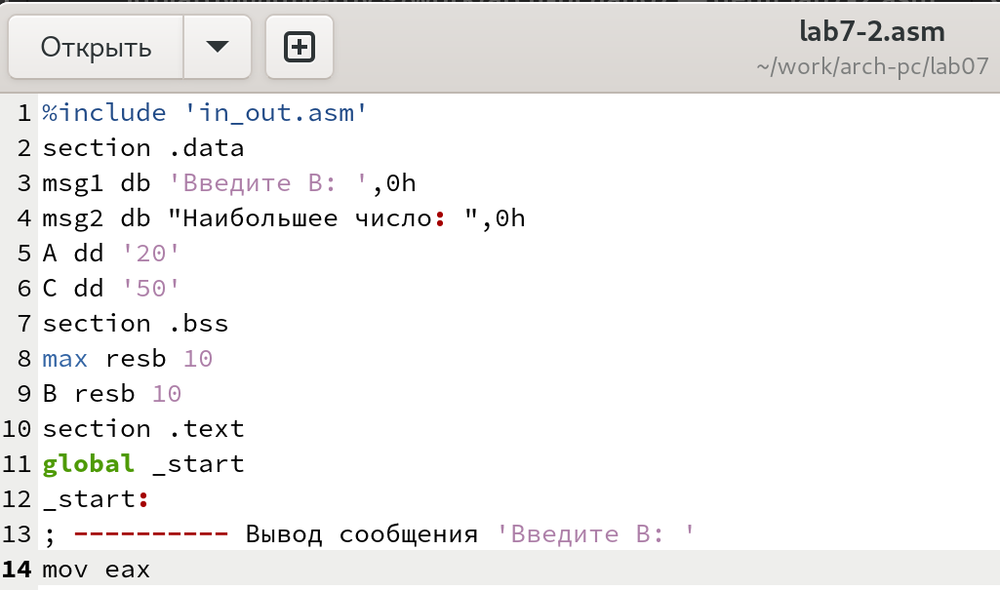 Открыть
lab7-2.asm
~/work/arch-pc/lab07
1 %include 'in_out.asm'
2 section .data
3 msg1 db 'Введите B: ',0h
4 msg2 db "Наибольшее число: ",0h
5 A dd '20'
6 C dd '50'
7 section .bss
8 max resb 10
9 B resb 10
10 section .text
11 global _start
12 _start:
13 ; ---------- Вывод сообщения 'Введите B: '
14 mov eax